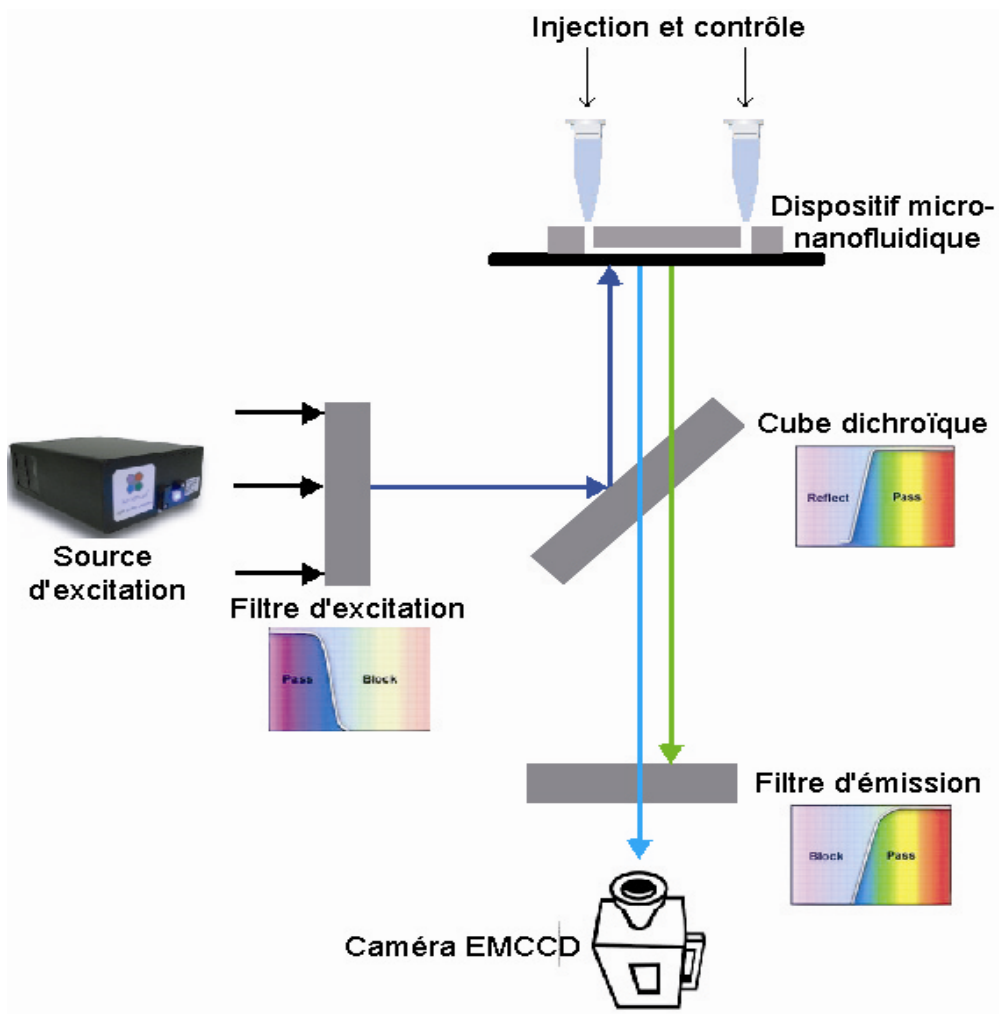 Injection et contrôle
Dispositif micro-
nanofluidique
Cube dichroïque
Reflect
Pass
Source
d'excitation
Filtre d'excitation
Pass
Block
Filtre d'émission
Block
Pass
Caméra EMCCD